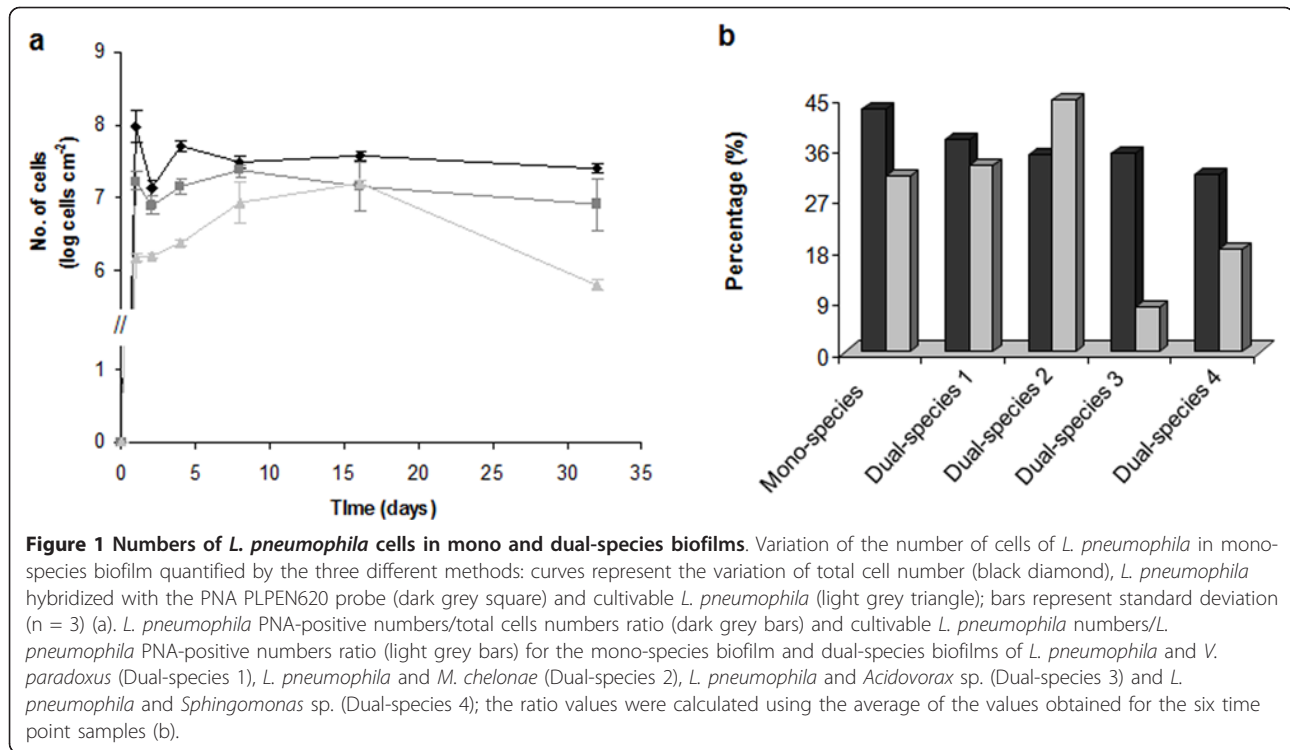 a
9
8
7
6
//
1
0
No. of cells
(log cells cm-2)
0 5 10 15 20 25 30 35
TIme (days)
b
45
36
27
18
9
0
Percentage (%)
Mono-species
Dual-species 1
Dual-species 2
Dual-species 3
Dual-species 4
Figure 1 Numbers of L. pneumophila cells in mono and dual-species biofilms. Variation of the number of cells of L. pneumophila in mono-
species biofilm quantified by the three different methods: curves represent the variation of total cell number (black diamond), L. pneumophila
hybridized with the PNA PLPEN620 probe (dark grey square) and cultivable L. pneumophila (light grey triangle); bars represent standard deviation
(n = 3) (a). L. pneumophila PNA-positive numbers/total cells numbers ratio (dark grey bars) and cultivable L. pneumophila numbers/L.
pneumophila PNA-positive numbers ratio (light grey bars) for the mono-species biofilm and dual-species biofilms of L. pneumophila and V.
paradoxus (Dual-species 1), L. pneumophila and M. chelonae (Dual-species 2), L. pneumophila and Acidovorax sp. (Dual-species 3) and L.
pneumophila and Sphingomonas sp. (Dual-species 4); the ratio values were calculated using the average of the values obtained for the six time
point samples (b).